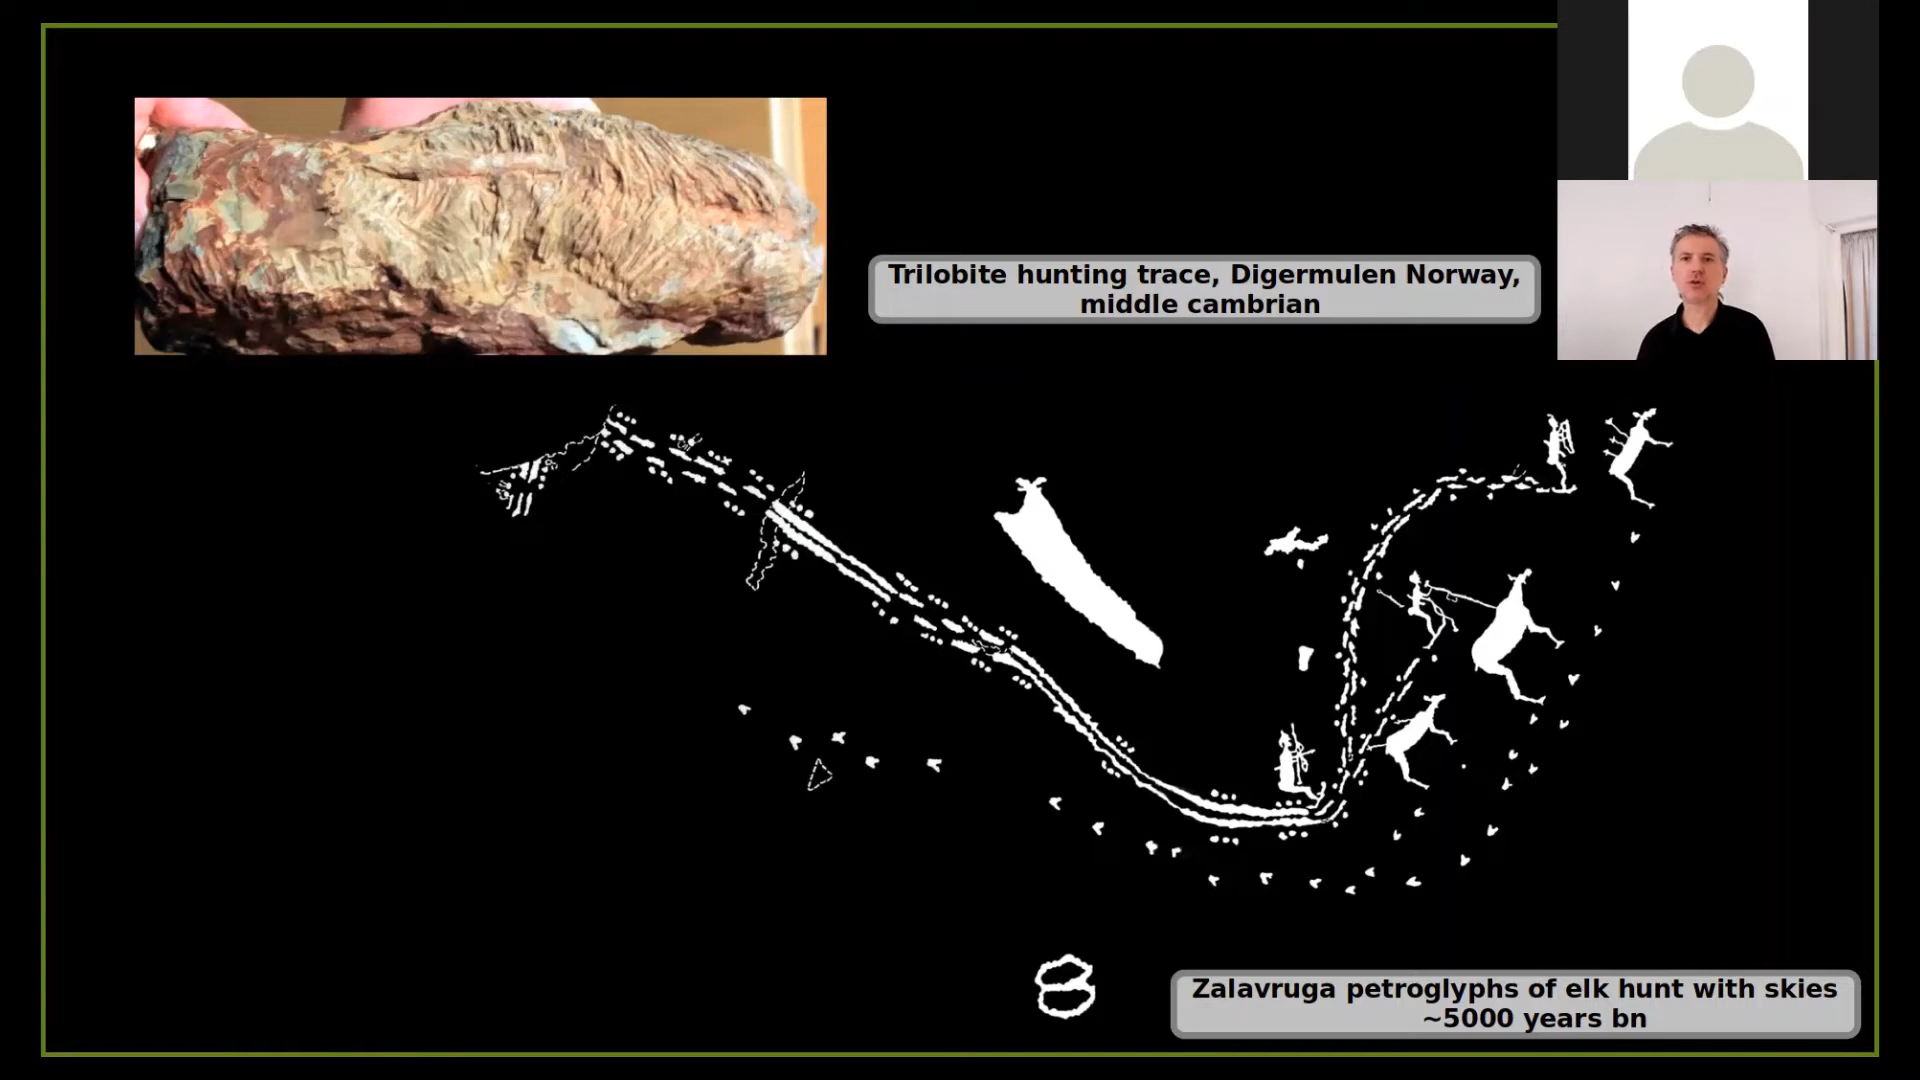 Trilobite hunting trace, Digermulen Norway,
middle cambrian
Zalavruga petroglyphs of elk hunt with skies
~5000 years bn